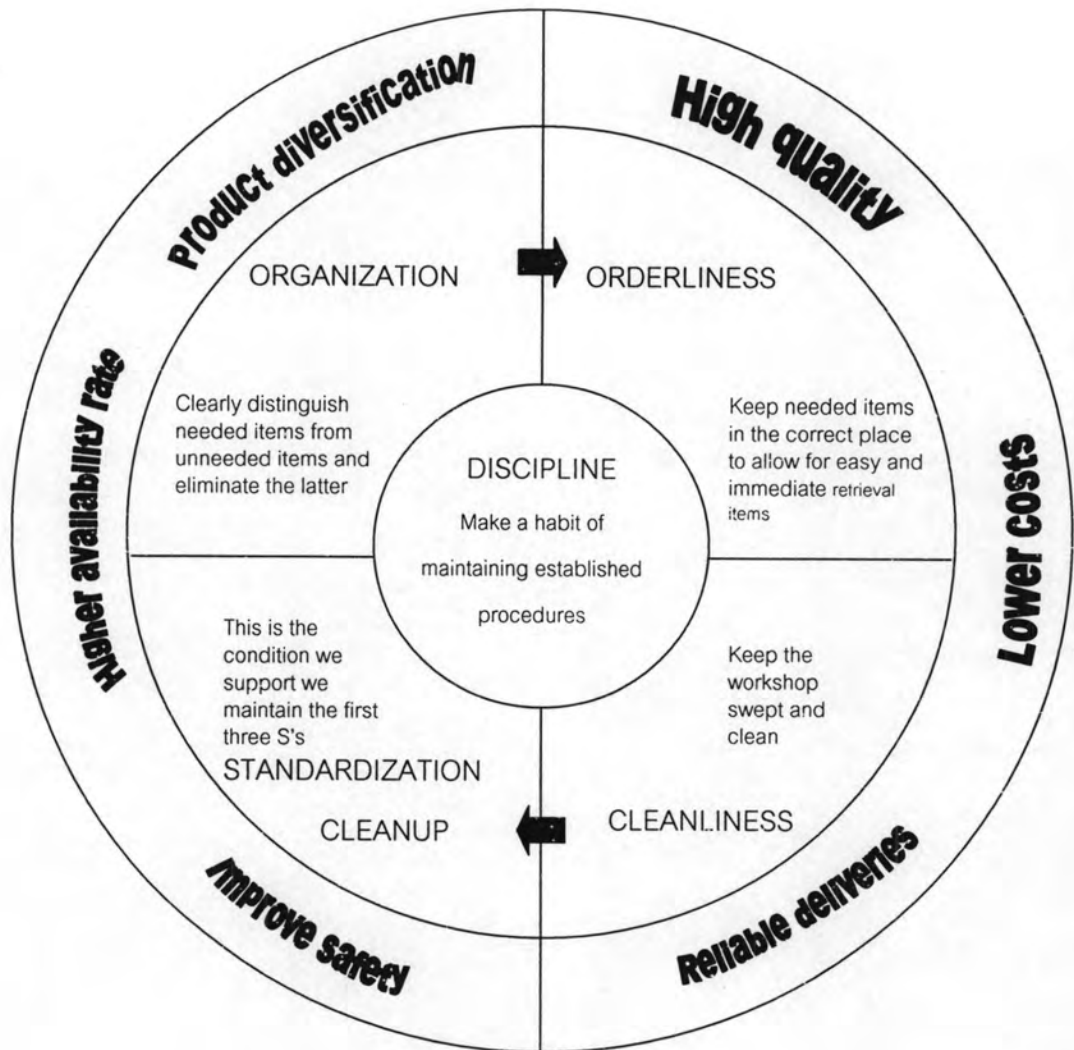 Product diversification
High quality
ORGANIZATION
ORDERLINESS
Higher availability rate
Clearly distinguish
needed items from
unneeded items and
eliminate the latter
DISCIPLINE
Make a habit of
maintaining established
procedures
Keep needed items
in the correct place
to allow for easy and
immediate retrieval
items
Lower costs
This is the
condition we
support we
maintain the first
three S's
STANDARDIZATION
CLEANUP
Keep the
workshop
swept and
clean
CLEANLINESS
Improve safety
Reliable deliveries